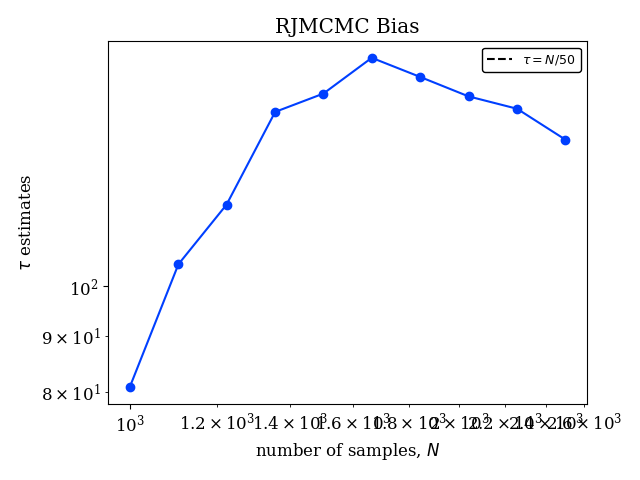 RJMCMC Bias
τ = N/50
τ estimates
10²
9 × 10¹
8 × 10¹
10³
1.2 × 10³
1.4 × 10³
1.6 × 10³
1.8 × 10³
2 × 10³
2.2 × 10³
2.4 × 10³
2.6 × 10³
number of samples, N